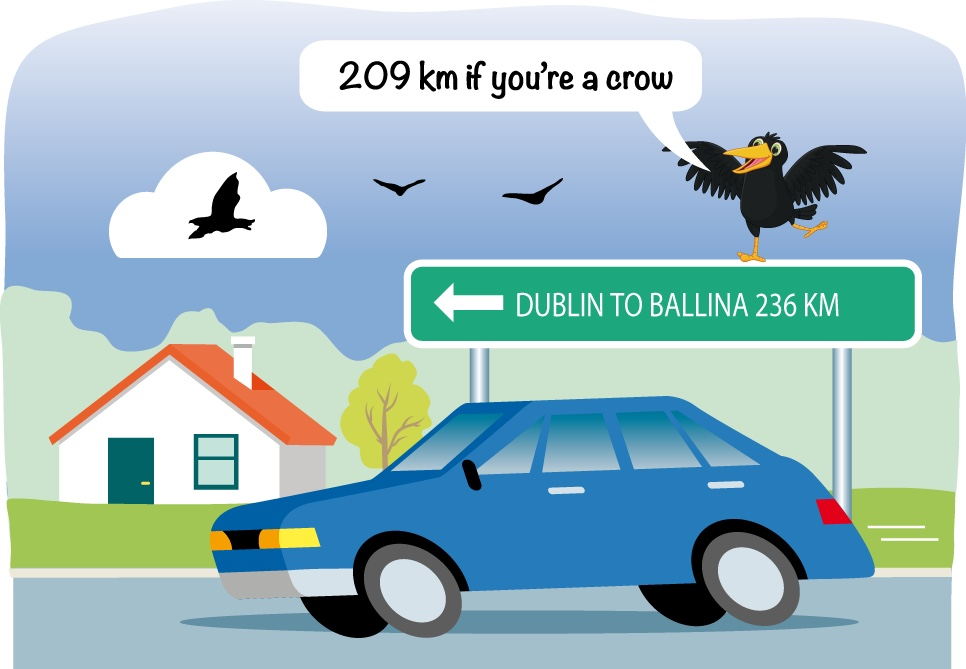 209 km if you're a crow
DUBLIN TO BALLINA 236 KM